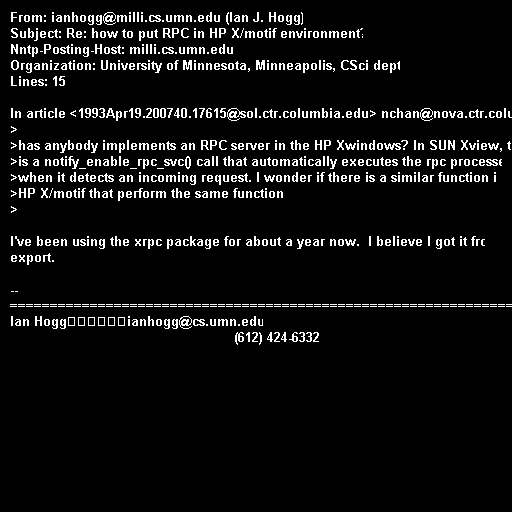 From: ianhogg@milli.cs.umn.edu (Ian J. Hogg)
Subject: Re: how to put RPC in HP X/motif environment?
Nntp-Posting-Host: milli.cs.umn.edu
Organization: University of Minnesota, Minneapolis, CSci dept
Lines: 15

In article <1993Apr19.200740.17615@sol.ctr.columbia.edu> nchan@nova.ctr.colu
>
>has anybody implements an RPC server in the HP Xwindows? In SUN Xview, t
>is a notify_enable_rpc_svc() call that automatically executes the rpc processe
>when it detects an incoming request. I wonder if there is a similar function i
>HP X/motif that perform the same function
>

I've been using the xrpc package for about a year now.  I believe I got it fro
export.

--
===============================================================
Ian Hogg□□□□□□ianhogg@cs.umn.edu
(612) 424-6332